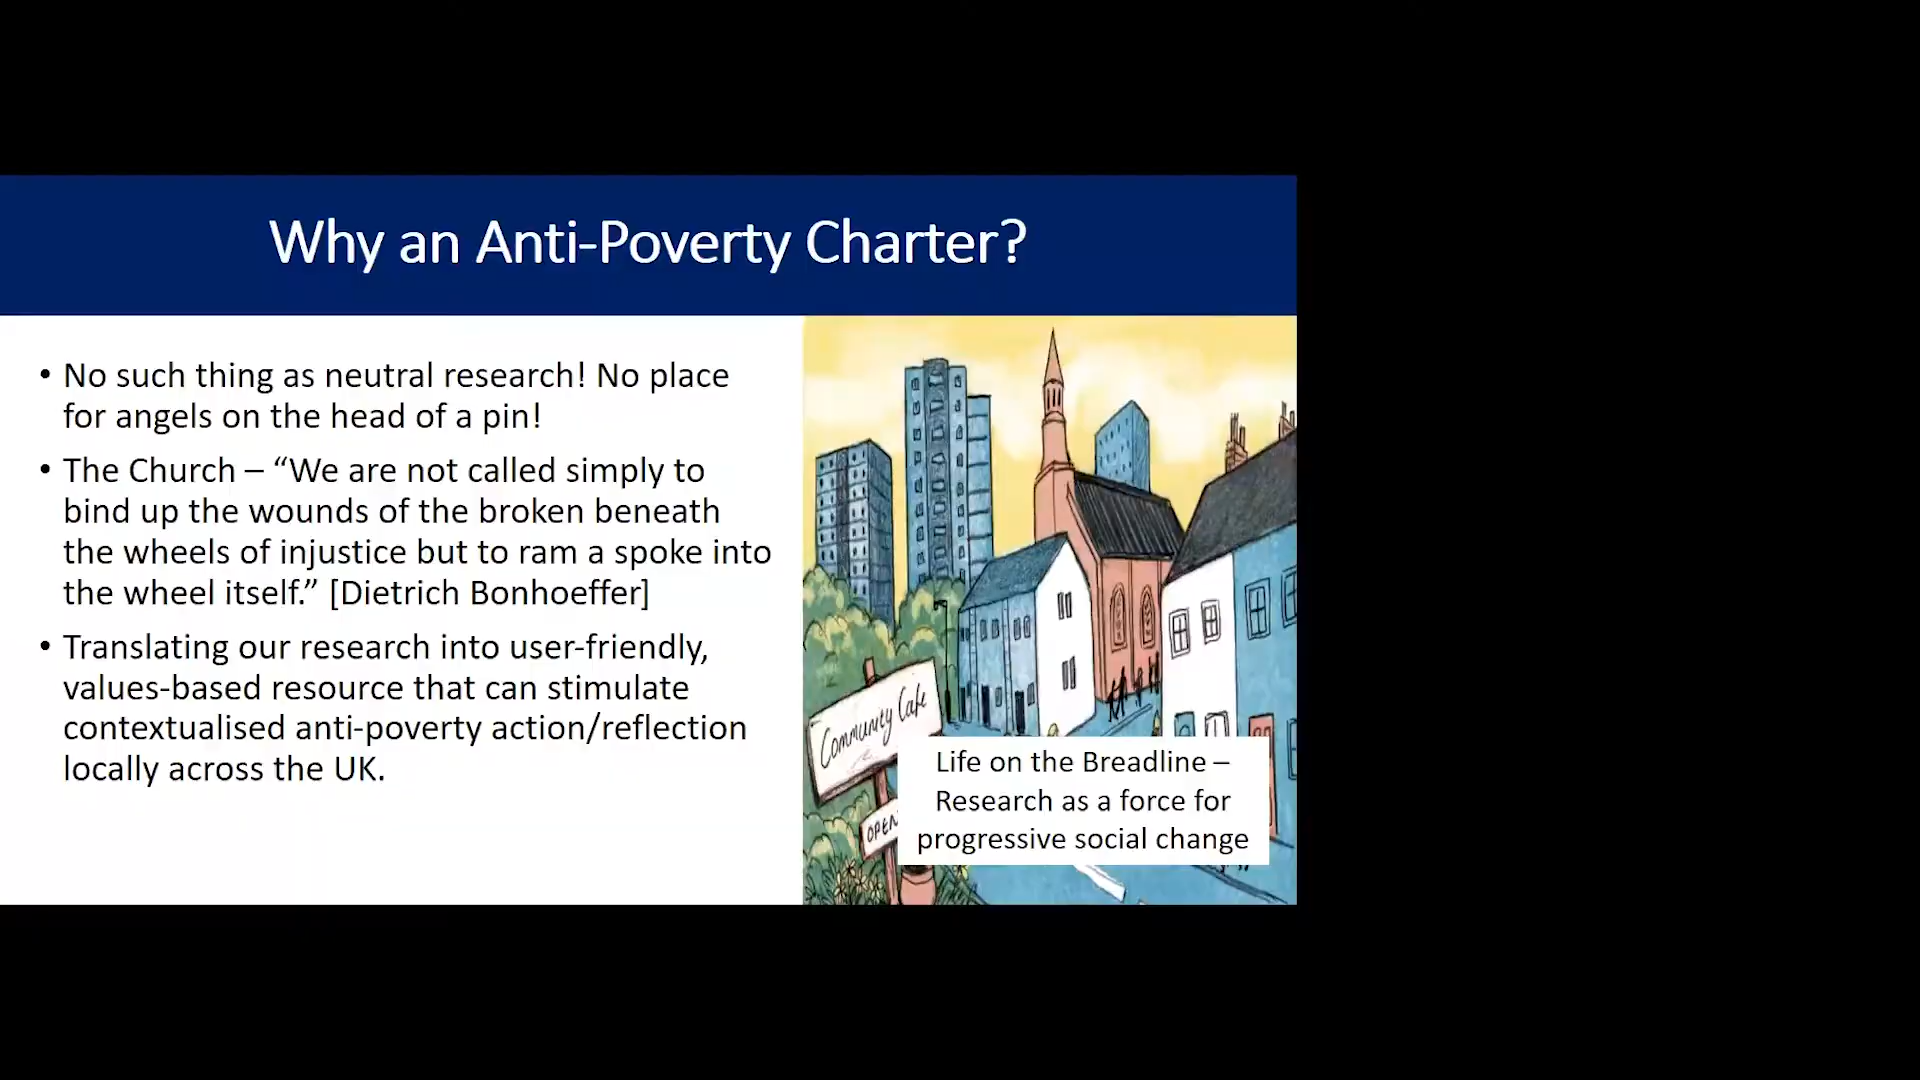 Why an Anti-Poverty Charter?
• No such thing as neutral research! No place
for angels on the head of a pin!
• The Church – “We are not called simply to
bind up the wounds of the broken beneath
the wheels of injustice but to ram a spoke into
the wheel itself.” [Dietrich Bonhoeffer]
• Translating our research into user-friendly,
values-based resource that can stimulate
contextualised anti-poverty action/reflection
locally across the UK.
Community Cafe
OPEN
Life on the Breadline –
Research as a force for
progressive social change